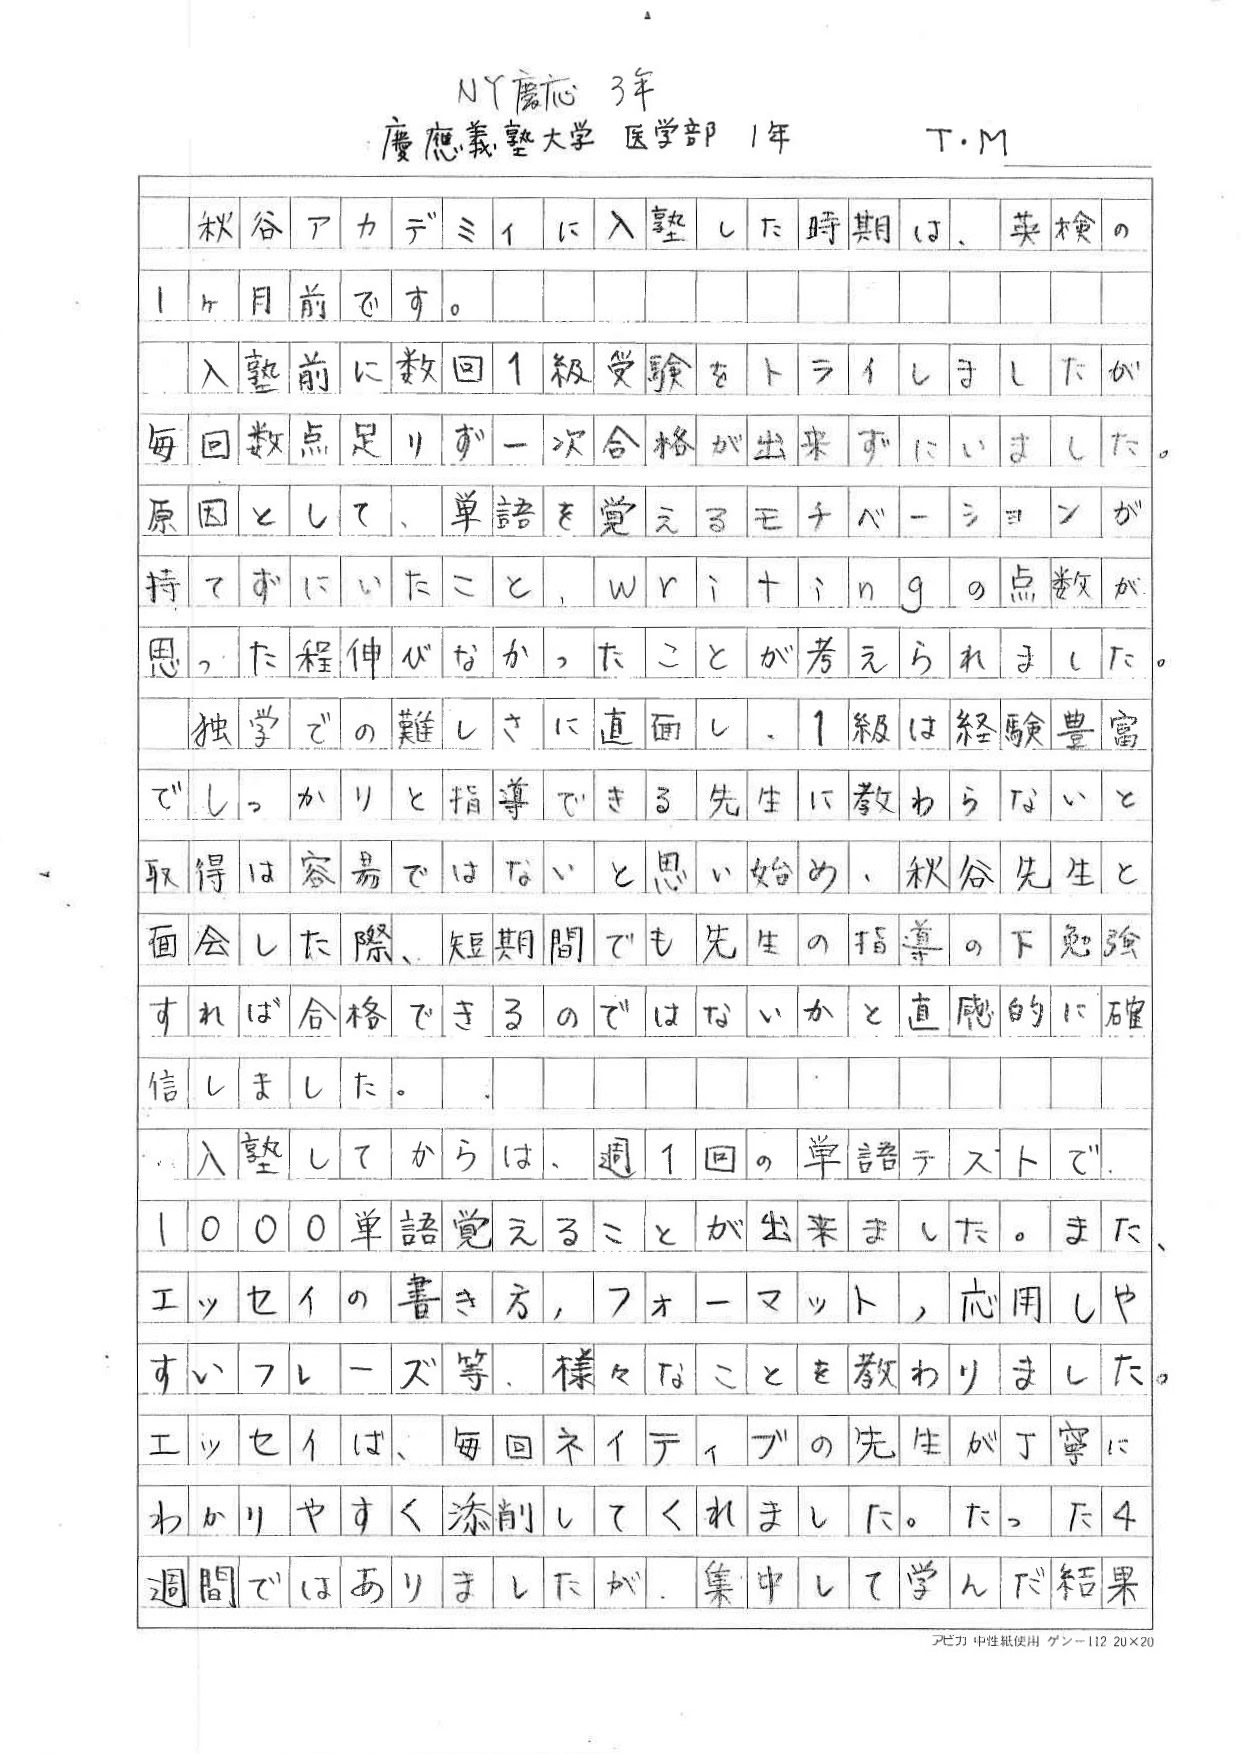 NY慶応 3年
慶應義塾大学 医学部 1年 T・M
秋谷アカデミィに入塾した時期は、英検の
1ヶ月前です。
入塾前に数回1級受験をトライしましたが
毎回数点足りず一次合格が出来ずにいました。
原因として、単語を覚えるモチベーションが
持てずにいたこと、writingの点数が
思った程伸びなかったことが考えられました。
独学での難しさに直面し、1級は経験豊富
でしっかりと指導できる先生に教わらないと
取得は容易ではないと思い始め、秋谷先生と
面会した際、短期間でも先生の指導の下勉強
すれば合格できるのではないかと直感的に確
信しました。
入塾してからは、週1回の単語テストで
1000単語覚えることが出来ました。また、
エッセイの書き方,フォーマット,応用しや
すいフレーズ等、様々なことを教わりました。
エッセイは、毎回ネイティブの先生が丁寧に
わかりやすく添削してくれました。たった4
週間ではありましたが、集中して学んだ結果
アピカ 中性紙使用 ゲンー112 20×20